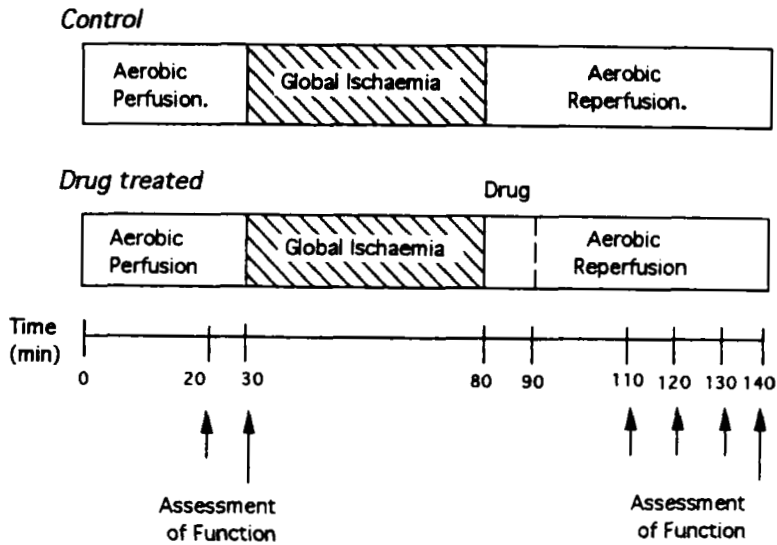 Control
Aerobic
Perfusion.
Global Ischaemia
Aerobic
Reperfusion.
Drug treated
Drug
Aerobic
Perfusion
Global Ischaemia
Aerobic
Reperfusion
Time
(min)
0 20 30 80 90 110 120 130 140
Assessment
of Function
Assessment
of Function